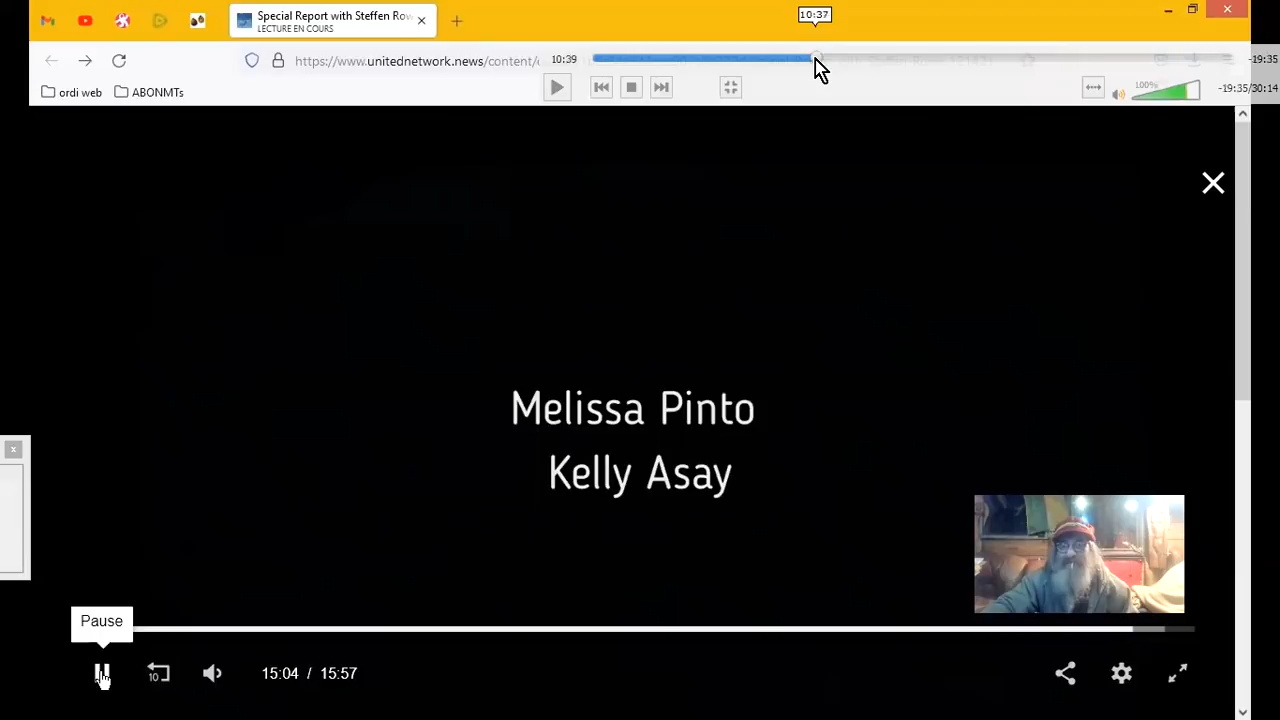 10:37
Special Report with Steffen Row
LECTURE EN COURS
https://www.unitednetwork.news/content/
10:39
-19:35
100%
-19:35/30:14
ordi web
ABONMTs
Melissa Pinto
Kelly Asay
Pause
10
15:04 / 15:57